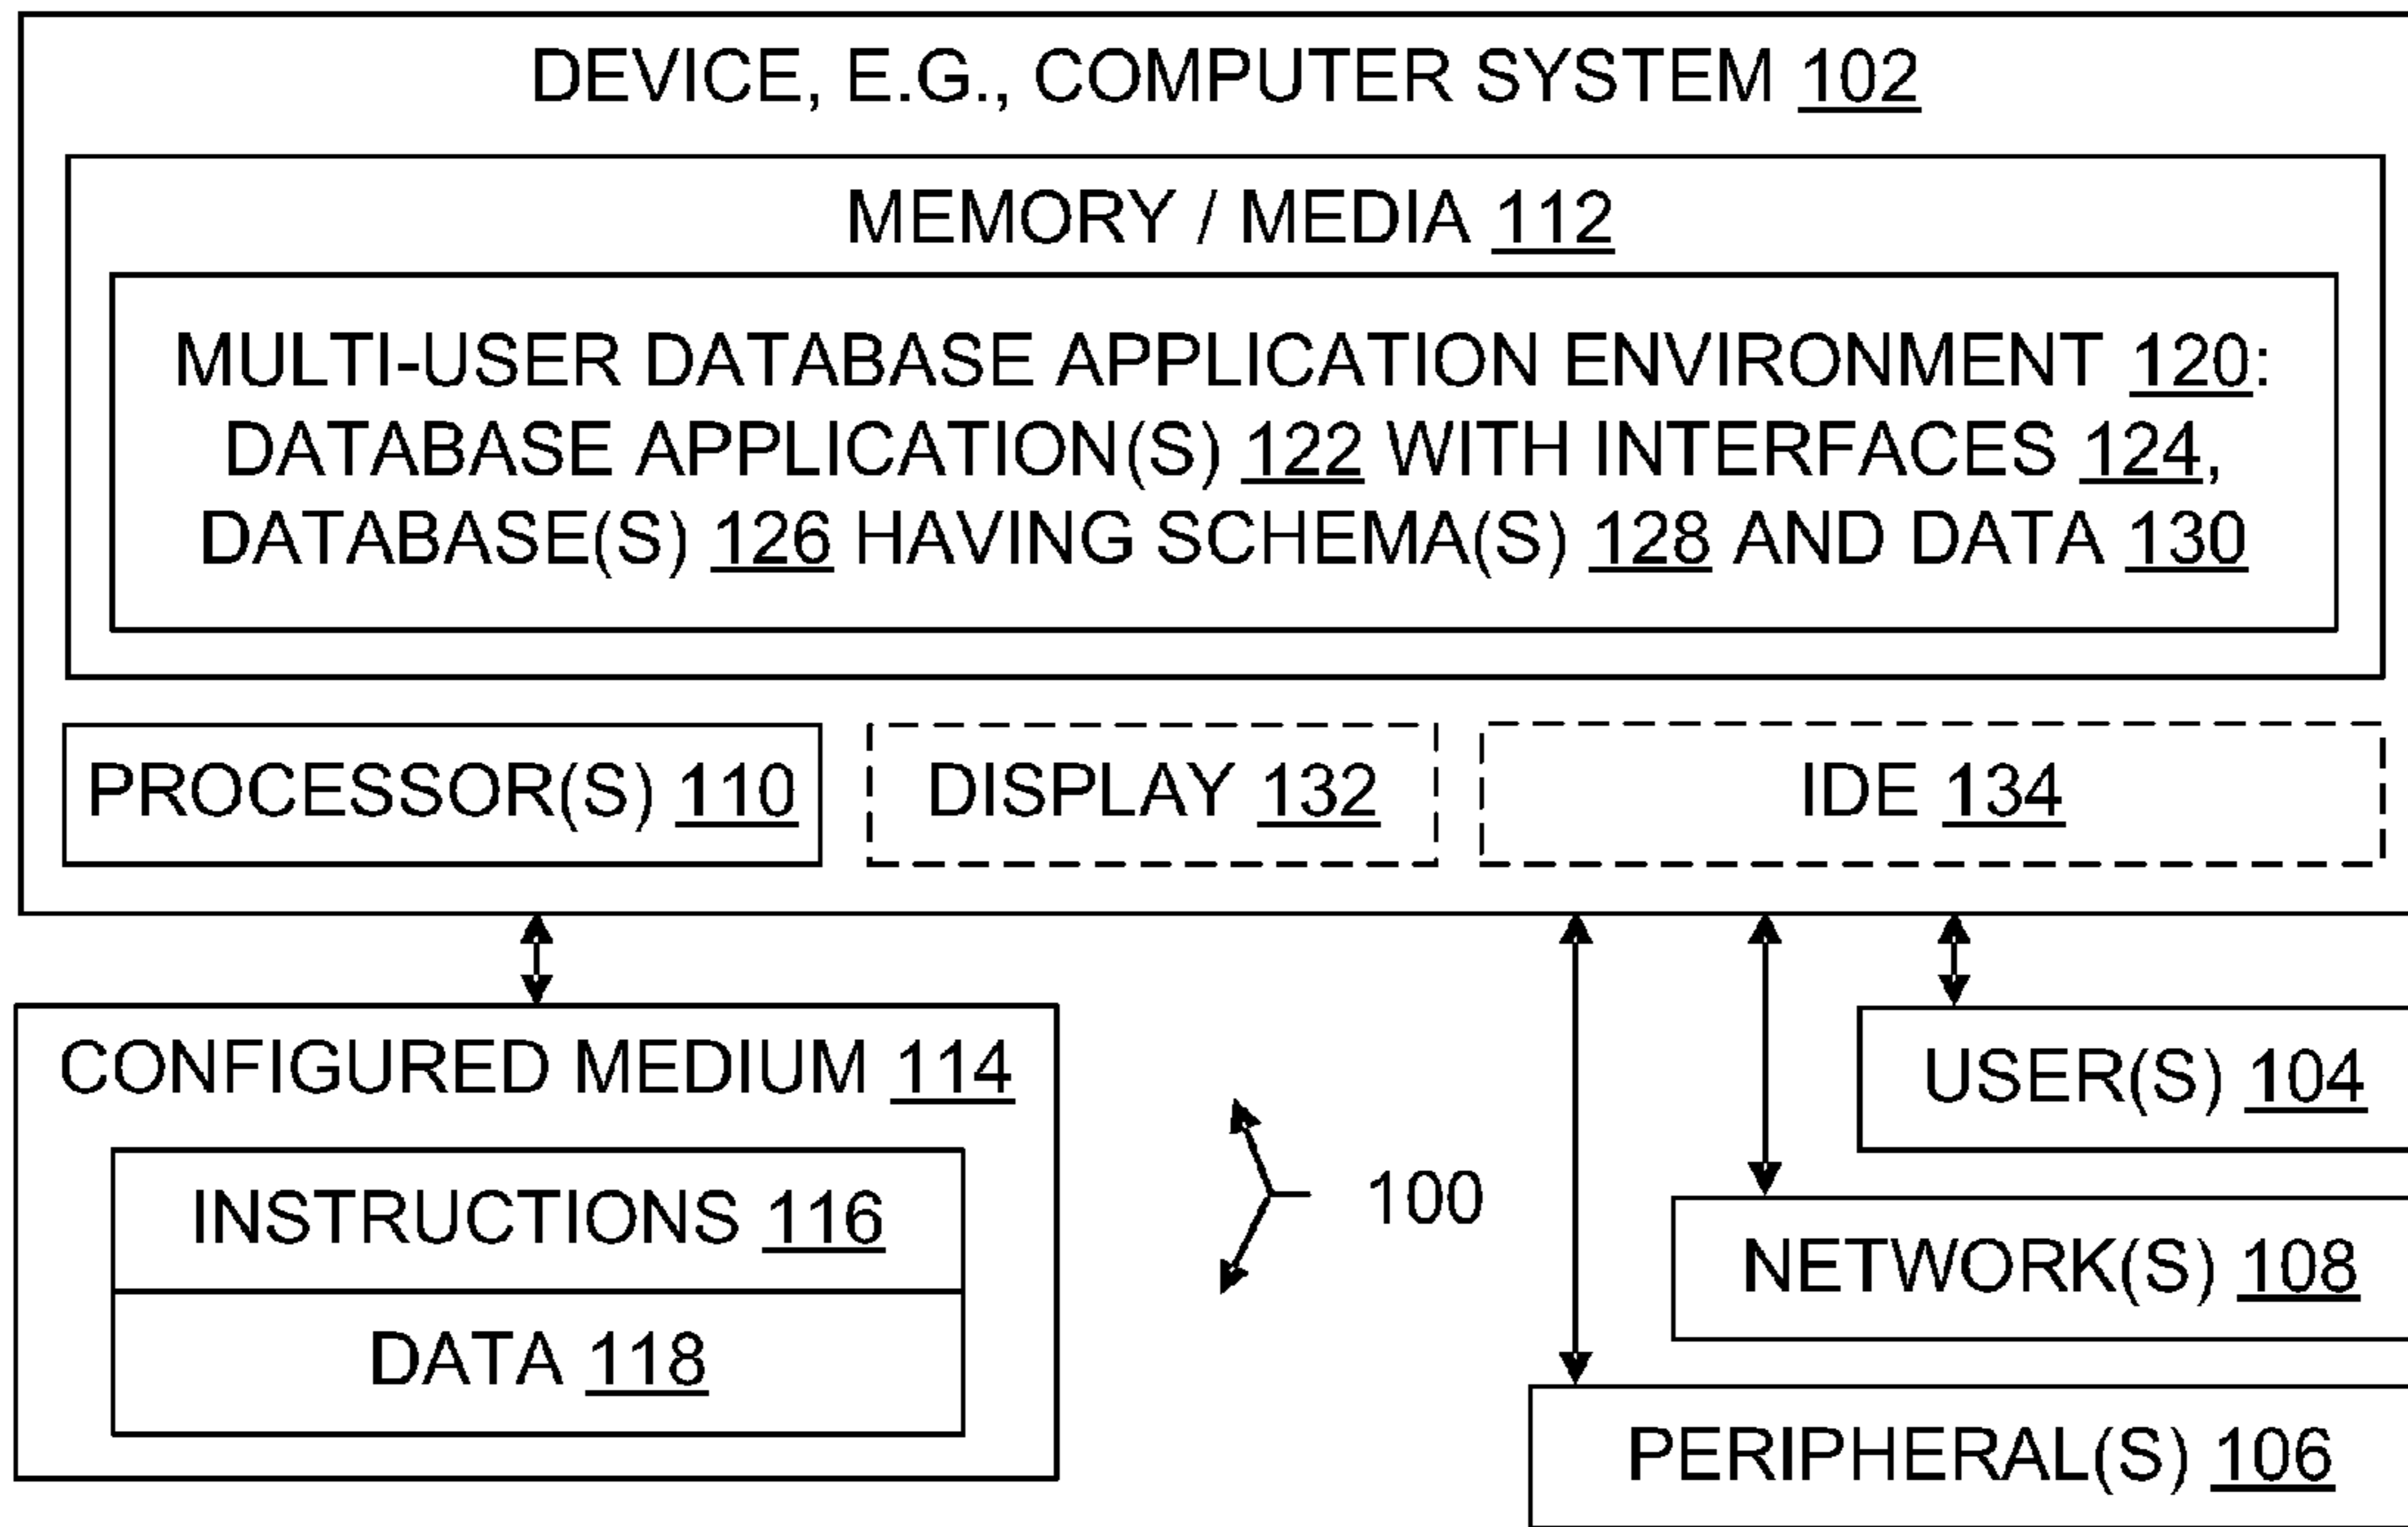 DEVICE, E.G., COMPUTER SYSTEM 102
MEMORY / MEDIA 112
MULTI-USER DATABASE APPLICATION ENVIRONMENT 120:
DATABASE APPLICATION(S) 122 WITH INTERFACES 124,
DATABASE(S) 126 HAVING SCHEMA(S) 128 AND DATA 130
PROCESSOR(S) 110
DISPLAY 132
IDE 134
CONFIGURED MEDIUM 114
INSTRUCTIONS 116
DATA 118
100
USER(S) 104
NETWORK(S) 108
PERIPHERAL(S) 106